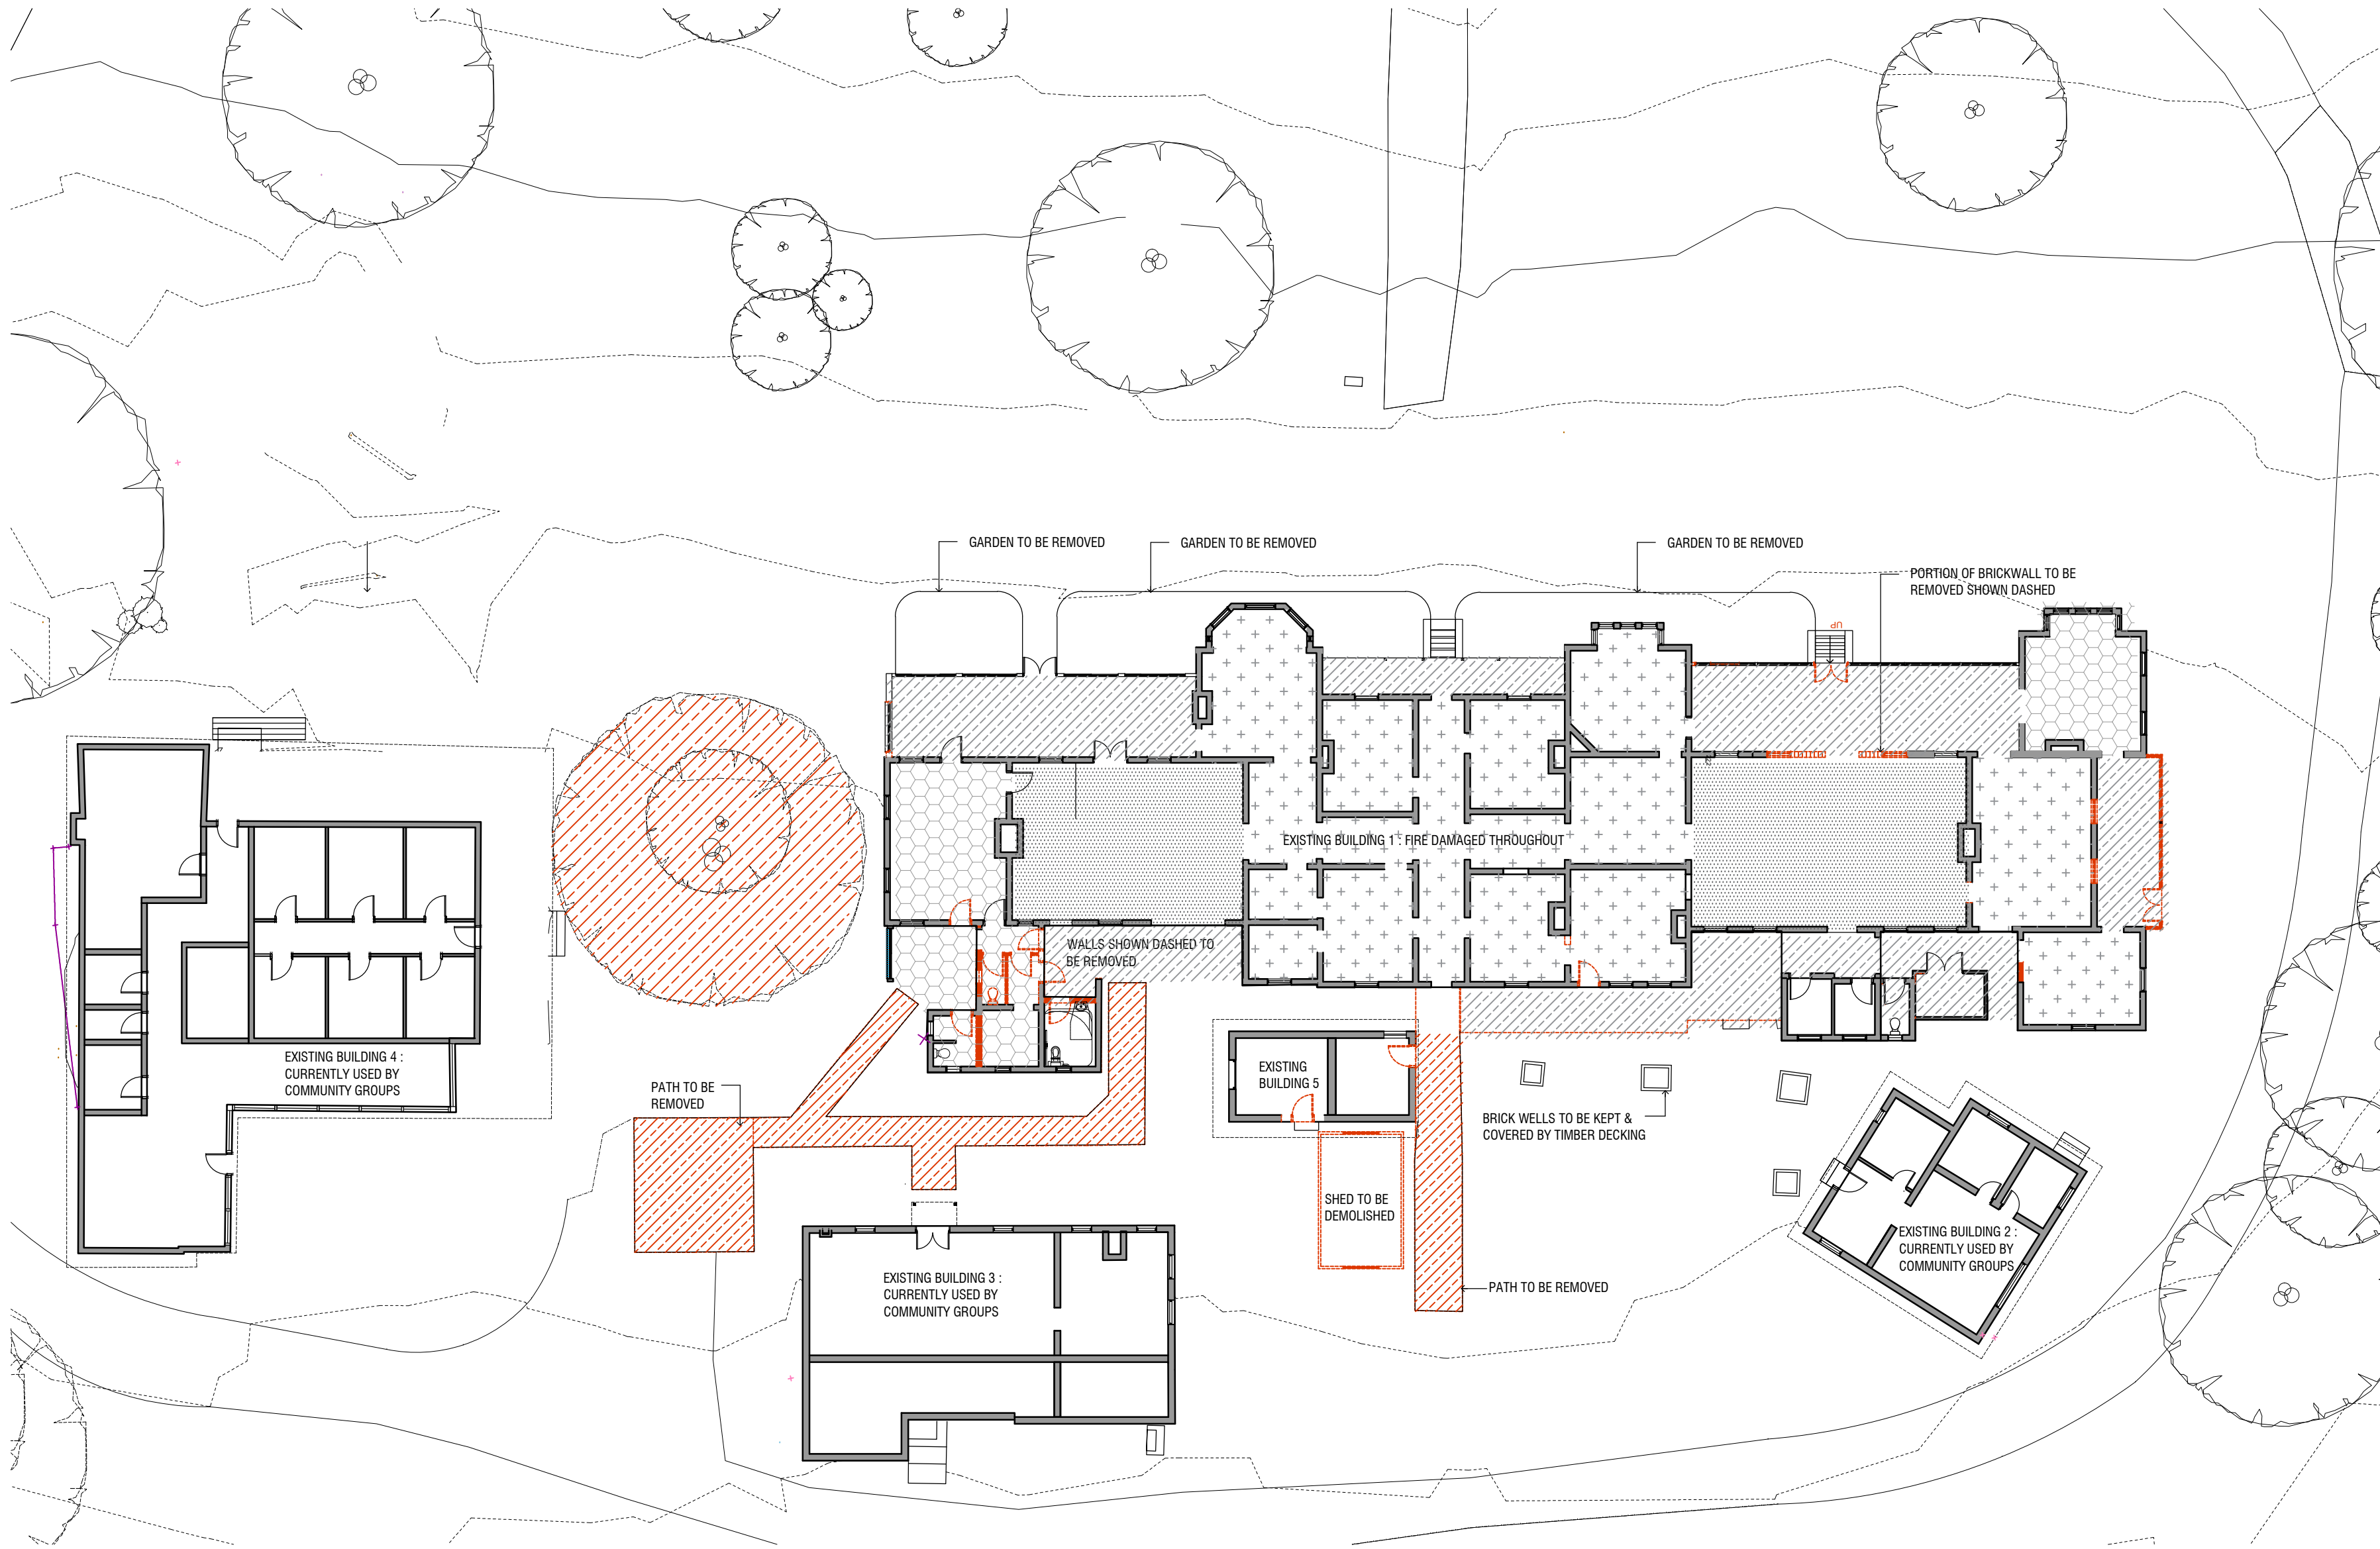 GARDEN TO BE REMOVED
GARDEN TO BE REMOVED
GARDEN TO BE REMOVED
PORTION OF BRICKWALL TO BE
REMOVED SHOWN DASHED
UP
EXISTING BUILDING 1 : FIRE DAMAGED THROUGHOUT
WALLS SHOWN DASHED TO
BE REMOVED
EXISTING BUILDING 4 :
CURRENTLY USED BY
COMMUNITY GROUPS
PATH TO BE
REMOVED
EXISTING
BUILDING 5
BRICK WELLS TO BE KEPT &
COVERED BY TIMBER DECKING
SHED TO BE
DEMOLISHED
EXISTING BUILDING 2 :
CURRENTLY USED BY
COMMUNITY GROUPS
EXISTING BUILDING 3 :
CURRENTLY USED BY
COMMUNITY GROUPS
PATH TO BE REMOVED